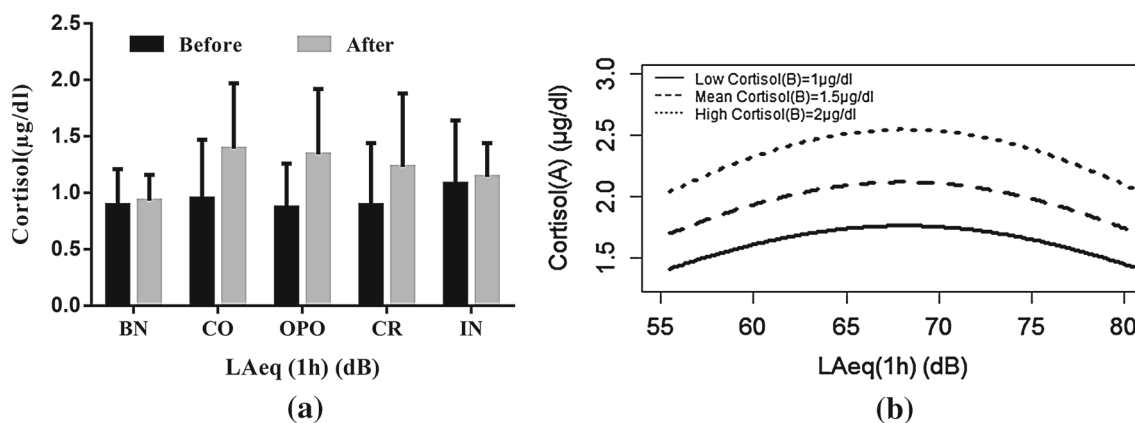 2.5
2.0
1.5
1.0
0.5
0.0
Cortisol(µg/dl)
Before After
BN CO OPO CR IN
LAeq (1h) (dB)
(a)
3.0
2.5
2.0
1.5
Cortisol(A) (µg/dl)
Low Cortisol(B)=1µg/dl
Mean Cortisol(B)=1.5µg/dl
High Cortisol(B)=2µg/dl
55 60 65 70 75 80
LAeq(1h) (dB)
(b)